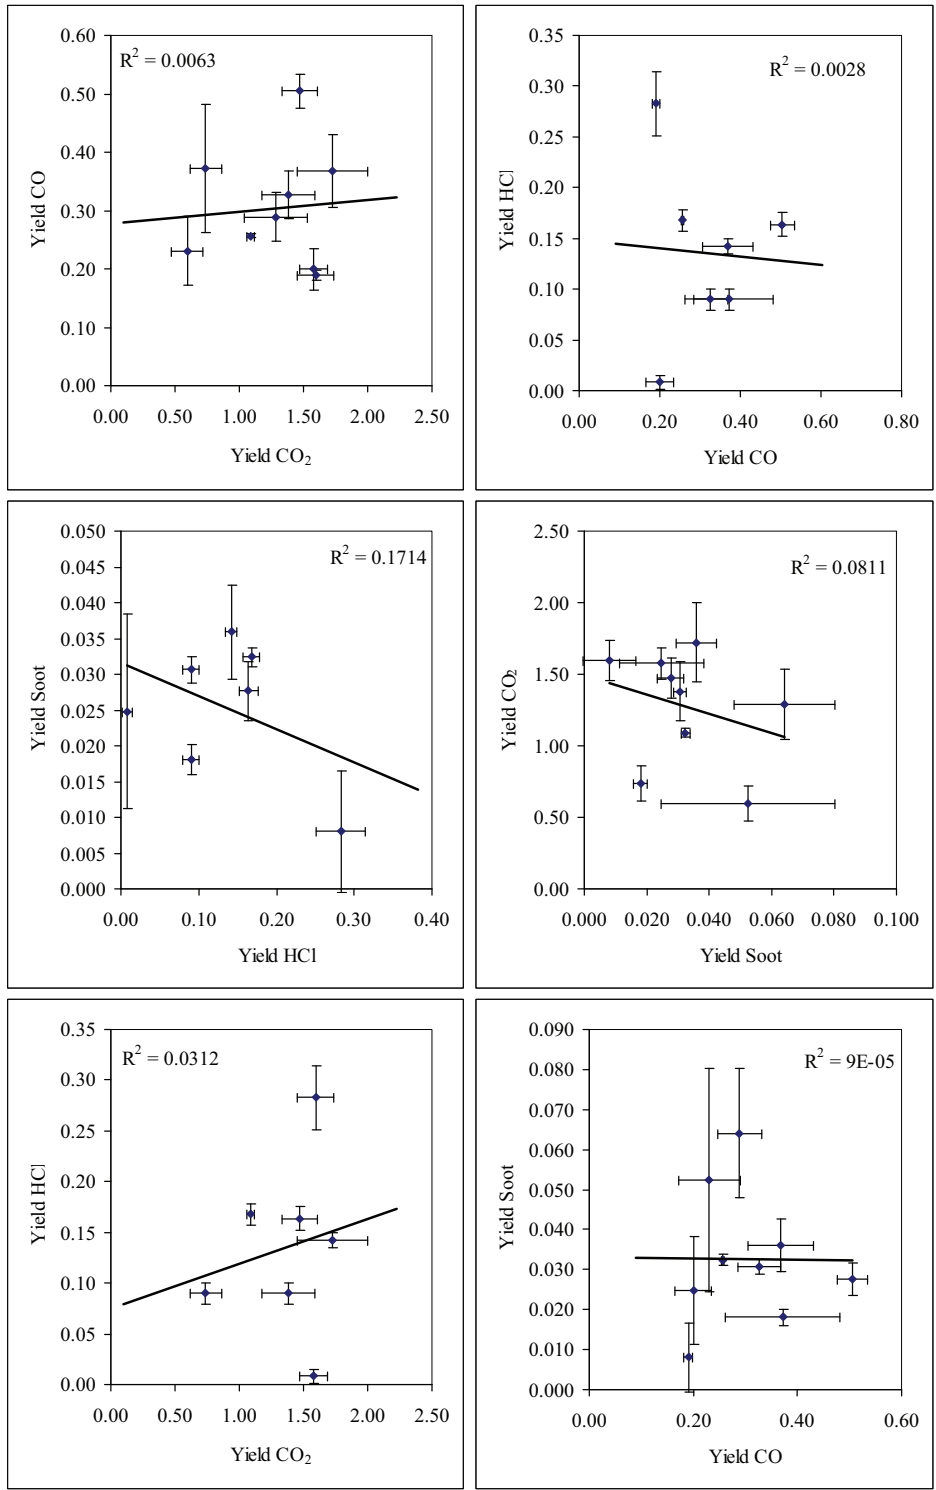 0.60
0.50
0.40
0.30
0.20
0.10
0.00
R² = 0.0063
Yield CO
0.00 0.50 1.00 1.50 2.00 2.50
Yield CO₂
0.35
0.30
0.25
0.20
0.15
0.10
0.05
0.00
R² = 0.0028
Yield HCl
0.00 0.20 0.40 0.60 0.80
Yield CO
0.050
0.045
0.040
0.035
0.030
0.025
0.020
0.015
0.010
0.005
0.000
R² = 0.1714
Yield Soot
0.00 0.10 0.20 0.30 0.40
Yield HCl
2.50
2.00
1.50
1.00
0.50
0.00
R² = 0.0811
Yield CO₂
0.000 0.020 0.040 0.060 0.080 0.100
Yield Soot
0.35
0.30
0.25
0.20
0.15
0.10
0.05
0.00
R² = 0.0312
Yield HCl
0.00 0.50 1.00 1.50 2.00 2.50
Yield CO₂
0.090
0.080
0.070
0.060
0.050
0.040
0.030
0.020
0.010
0.000
R² = 9E-05
Yield Soot
0.00 0.20 0.40 0.60
Yield CO